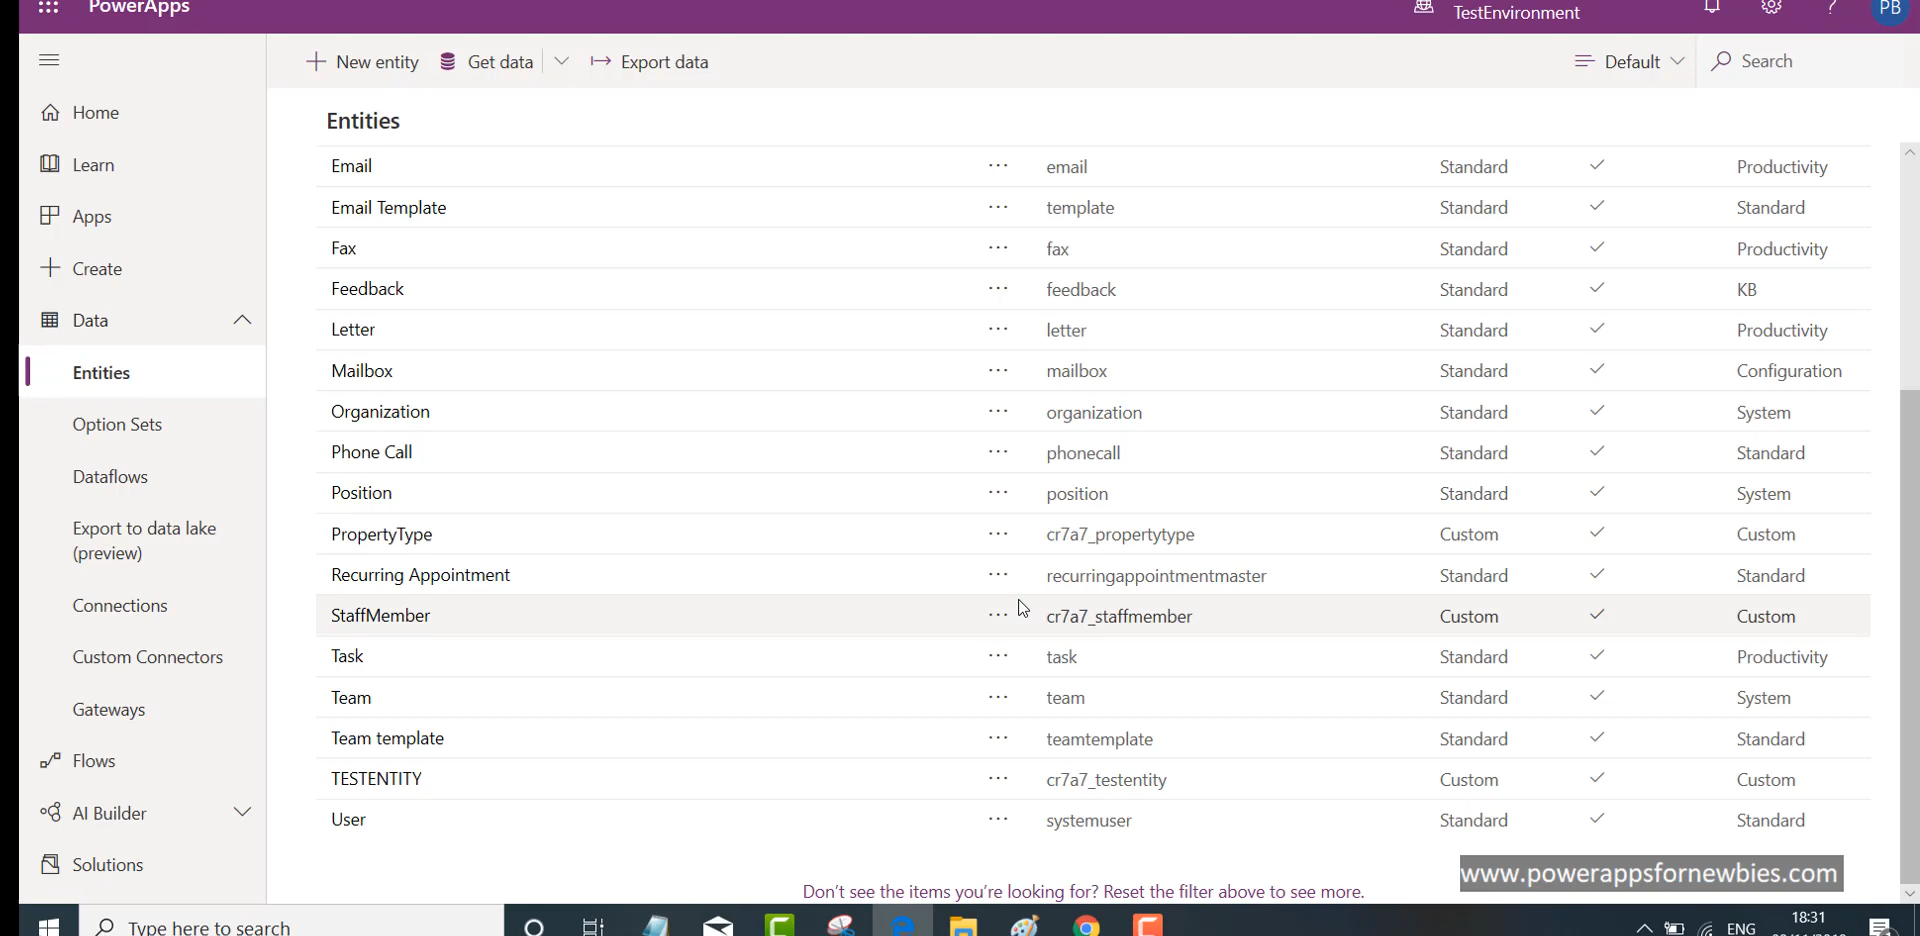 PowerApps
TestEnvironment
PB
New entity
Get data
Export data
Default
Search
Home
Learn
Apps
Create
Data
Entities
Option Sets
Dataflows
Export to data lake
(preview)
Connections
Custom Connectors
Gateways
Flows
AI Builder
Solutions
Entities
Email ··· email Standard Productivity
Email Template ··· template Standard Standard
Fax ··· fax Standard Productivity
Feedback ··· feedback Standard KB
Letter ··· letter Standard Productivity
Mailbox ··· mailbox Standard Configuration
Organization ··· organization Standard System
Phone Call ··· phonecall Standard Standard
Position ··· position Standard System
PropertyType ··· cr7a7_propertytype Custom Custom
Recurring Appointment ··· recurringappointmentmaster Standard Standard
StaffMember ··· cr7a7_staffmember Custom Custom
Task ··· task Standard Productivity
Team ··· team Standard System
Team template ··· teamtemplate Standard Standard
TESTENTITY ··· cr7a7_testentity Custom Custom
User ··· systemuser Standard Standard
www.powerappsfornewbies.com
Don't see the items you're looking for? Reset the filter above to see more.
Type here to search
ENG
18:31